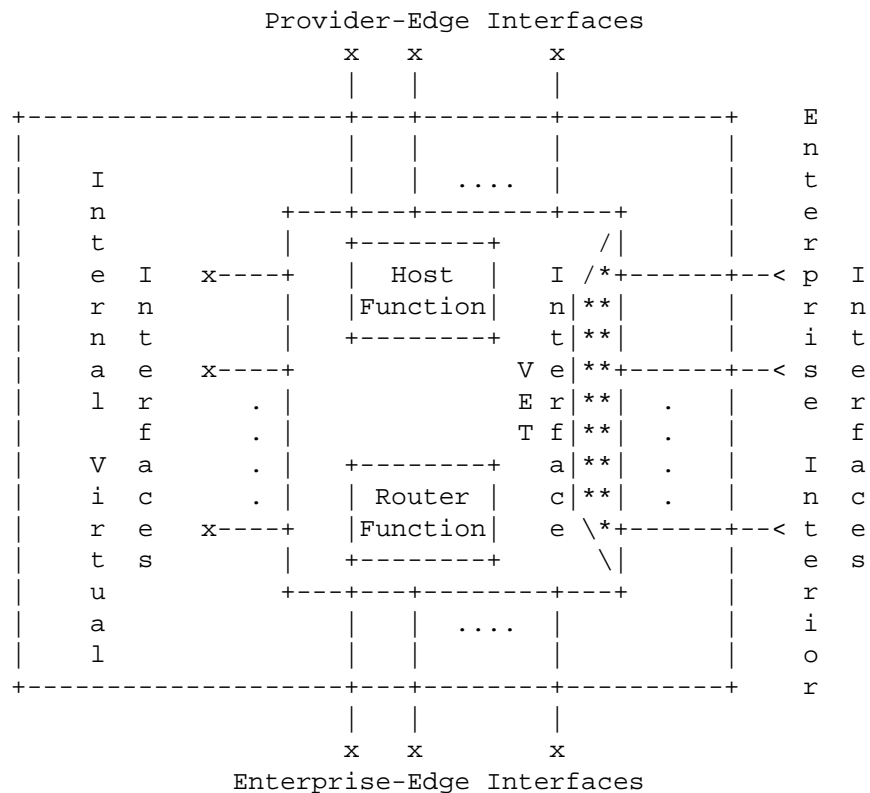 Provider-Edge Interfaces
x x x
....
Internal Virtual
Interfaces
x
x
.
.
.
.
x
Host
Function
Router
Function
VET
Interface
*
**
**
**
**
**
**
**
*
.
.
.
.
<
<
<
Enterprise Interior
Interfaces
....
x x x
Enterprise-Edge Interfaces